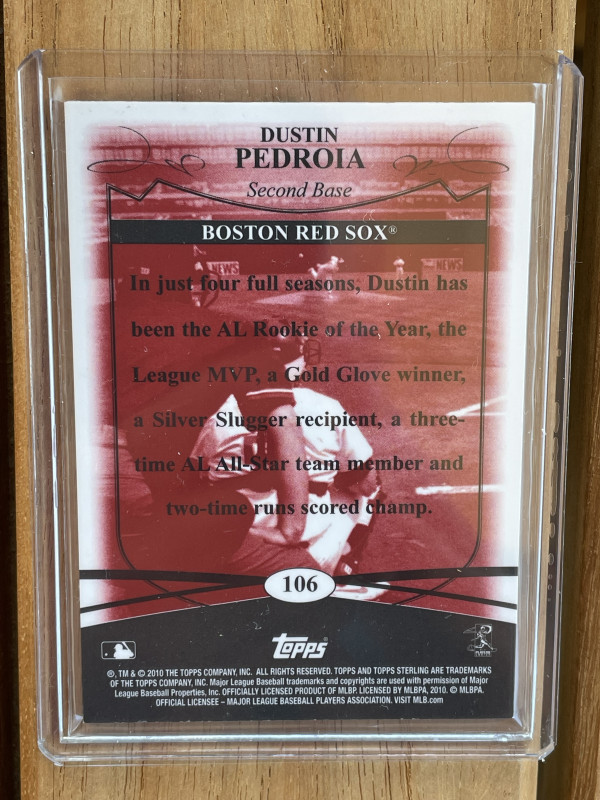 DUSTIN
PEDROIA
Second Base
BOSTON RED SOX®
NEWS
NEWS
In just four full seasons, Dustin has
been the AL Rookie of the Year, the
League MVP, a Gold Glove winner,
a Silver Slugger recipient, a three-
time AL All-Star team member and
two-time runs scored champ.
106
Topps
®, TM & © 2010 THE TOPPS COMPANY, INC. ALL RIGHTS RESERVED. TOPPS AND TOPPS STERLING ARE TRADEMARKS
OF THE TOPPS COMPANY, INC. Major League Baseball trademarks and copyrights are used with permission of Major
League Baseball Properties, Inc. OFFICIALLY LICENSED PRODUCT OF MLBP. LICENSED BY MLBPA, 2010. © MLBPA.
OFFICIAL LICENSEE – MAJOR LEAGUE BASEBALL PLAYERS ASSOCIATION. VISIT MLB.com